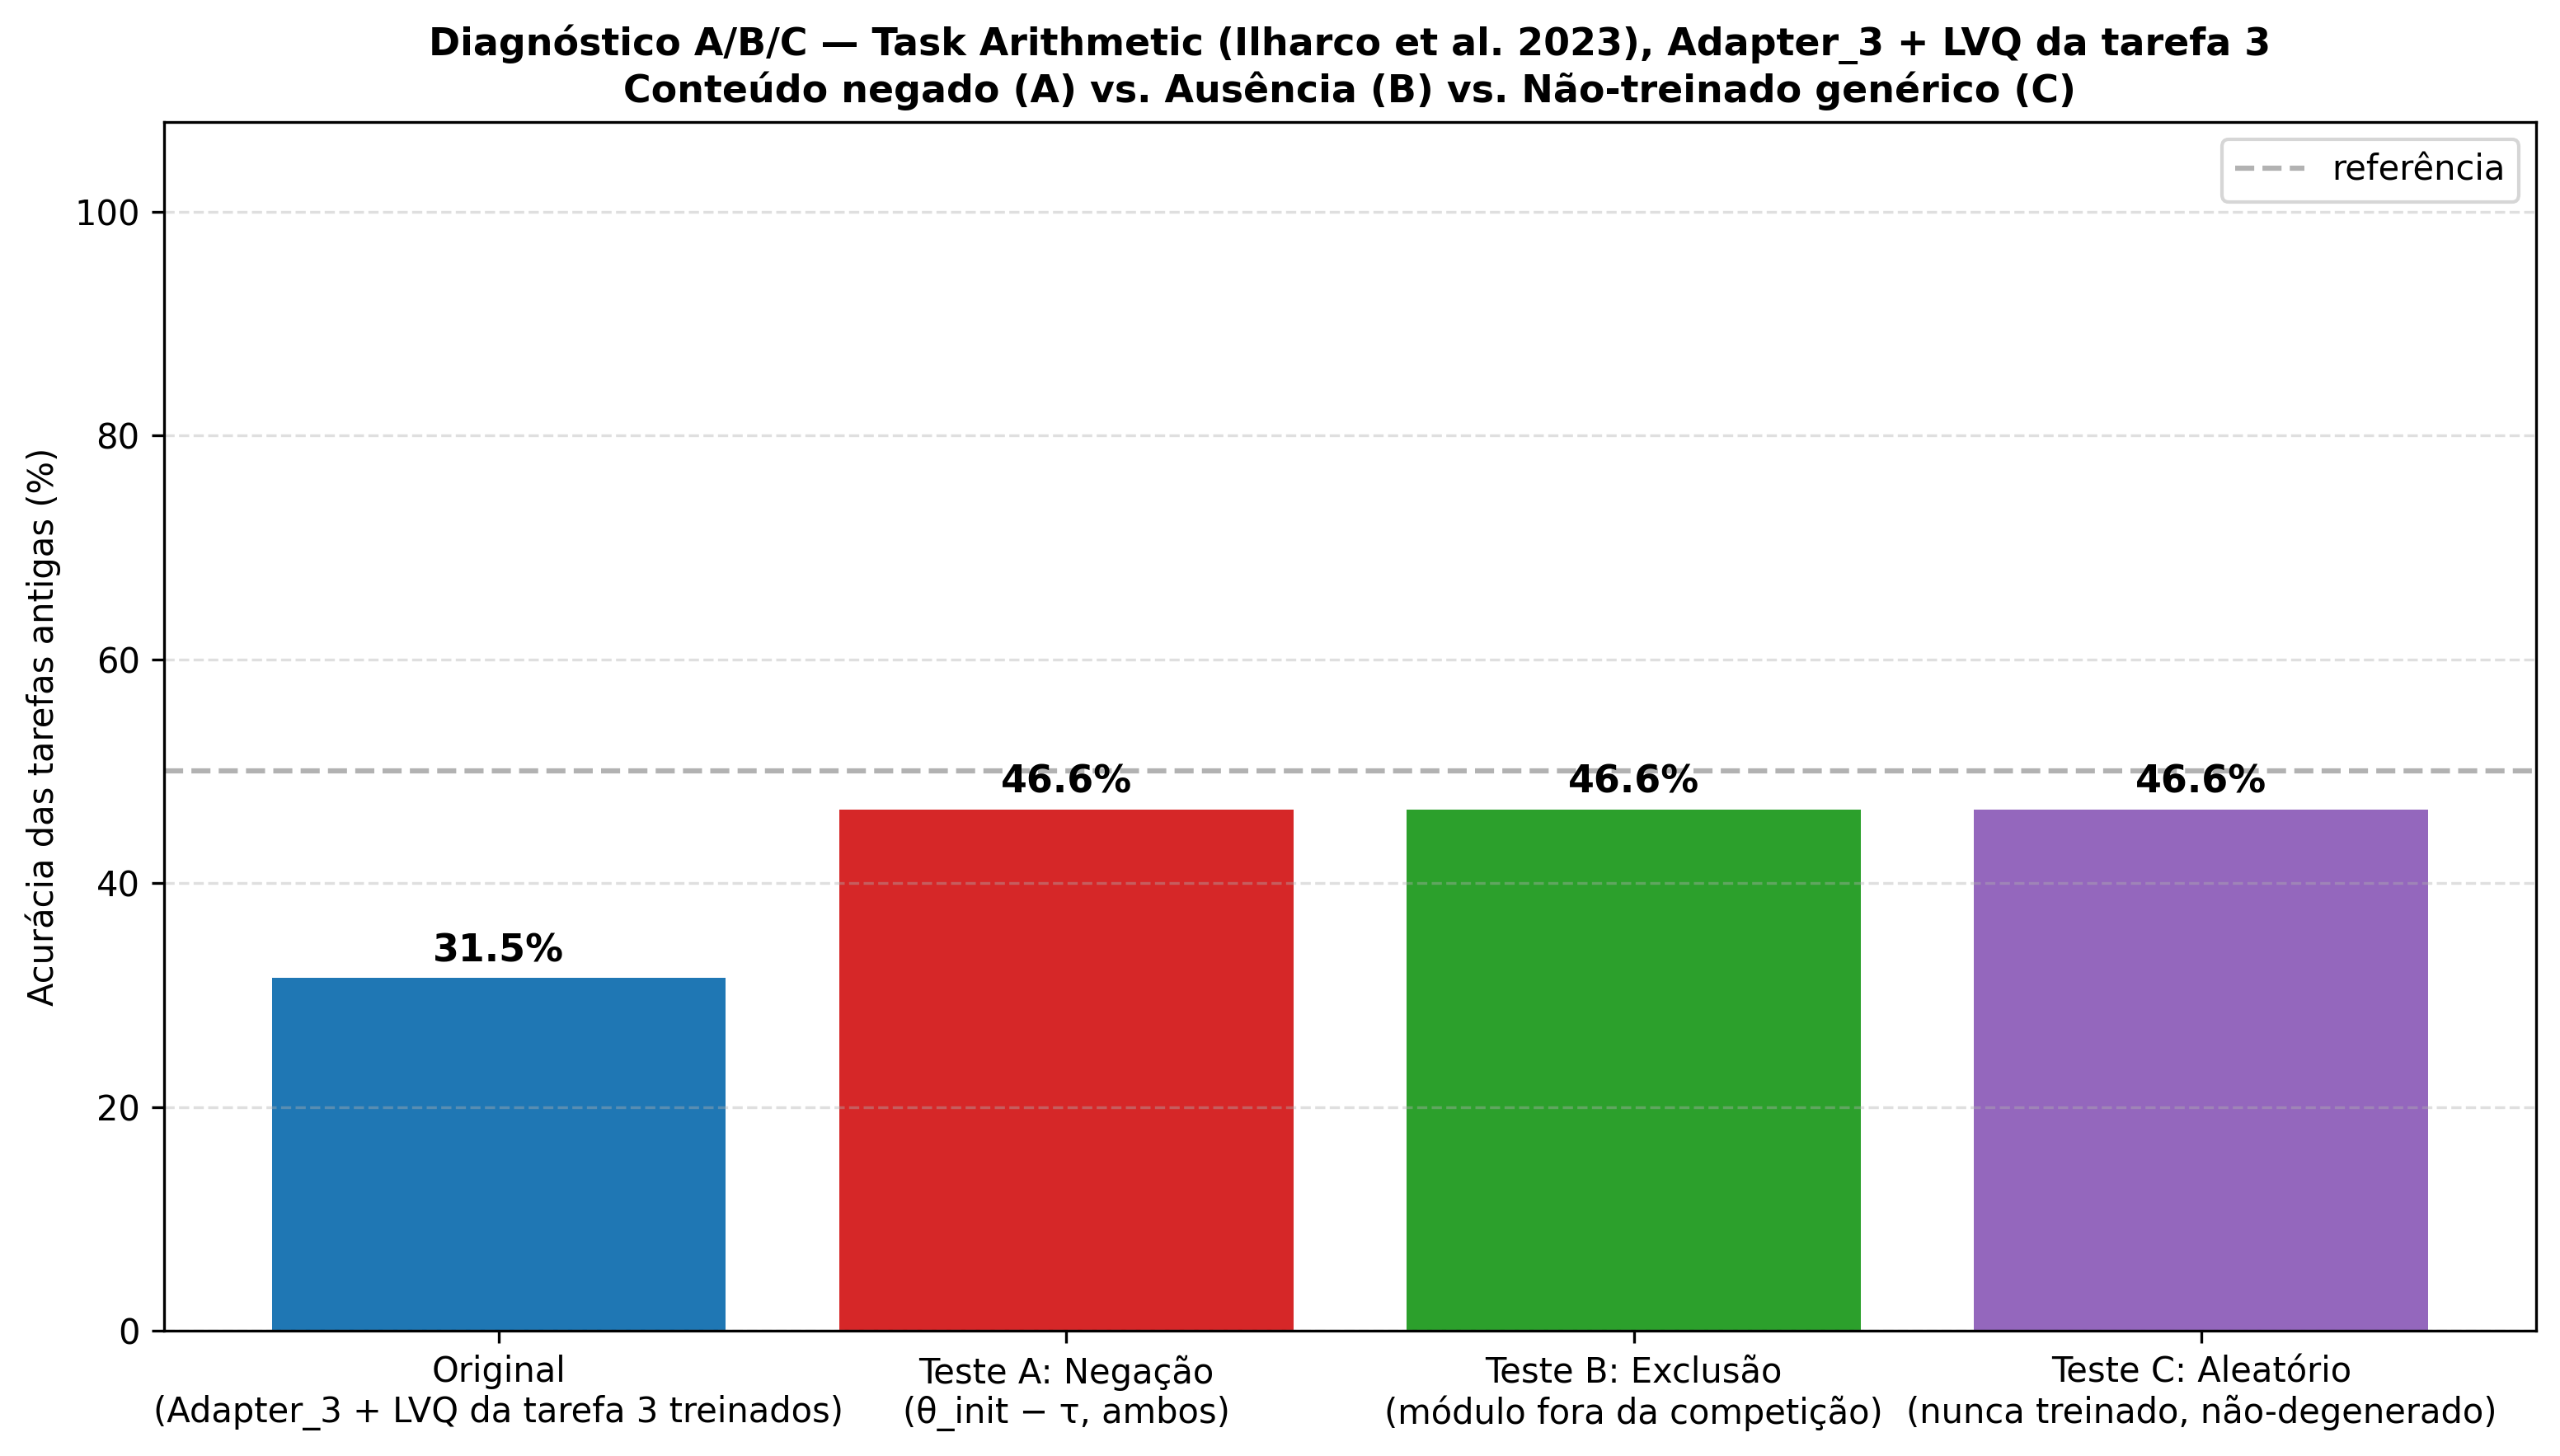 Diagnóstico A/B/C — Task Arithmetic (Ilharco et al. 2023), Adapter_3 + LVQ da tarefa 3
Conteúdo negado (A) vs. Ausência (B) vs. Não-treinado genérico (C)
referência
100
80
60
40
20
0
Acurácia das tarefas antigas (%)
31.5%
46.6%
46.6%
46.6%
Original
(Adapter_3 + LVQ da tarefa 3 treinados)
Teste A: Negação
(θ_init − τ, ambos)
Teste B: Exclusão
(módulo fora da competição)
Teste C: Aleatório
(nunca treinado, não-degenerado)